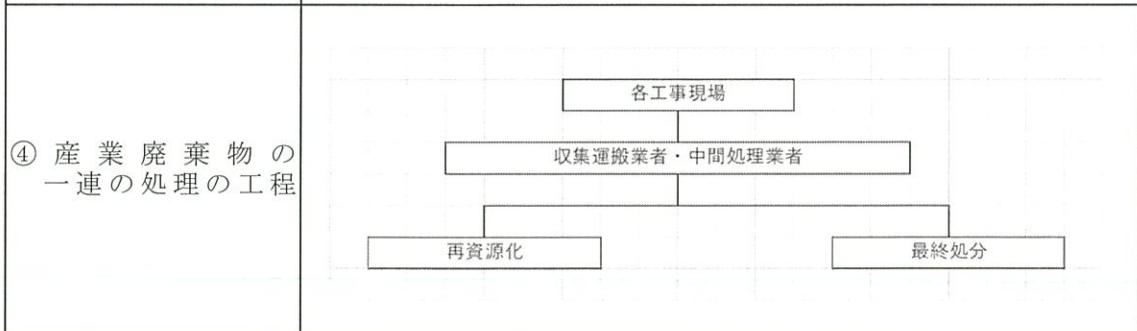 ④ 産業廃棄物の
一連の処理の工程
各工事現場
収集運搬業者・中間処理業者
再資源化
最終処分